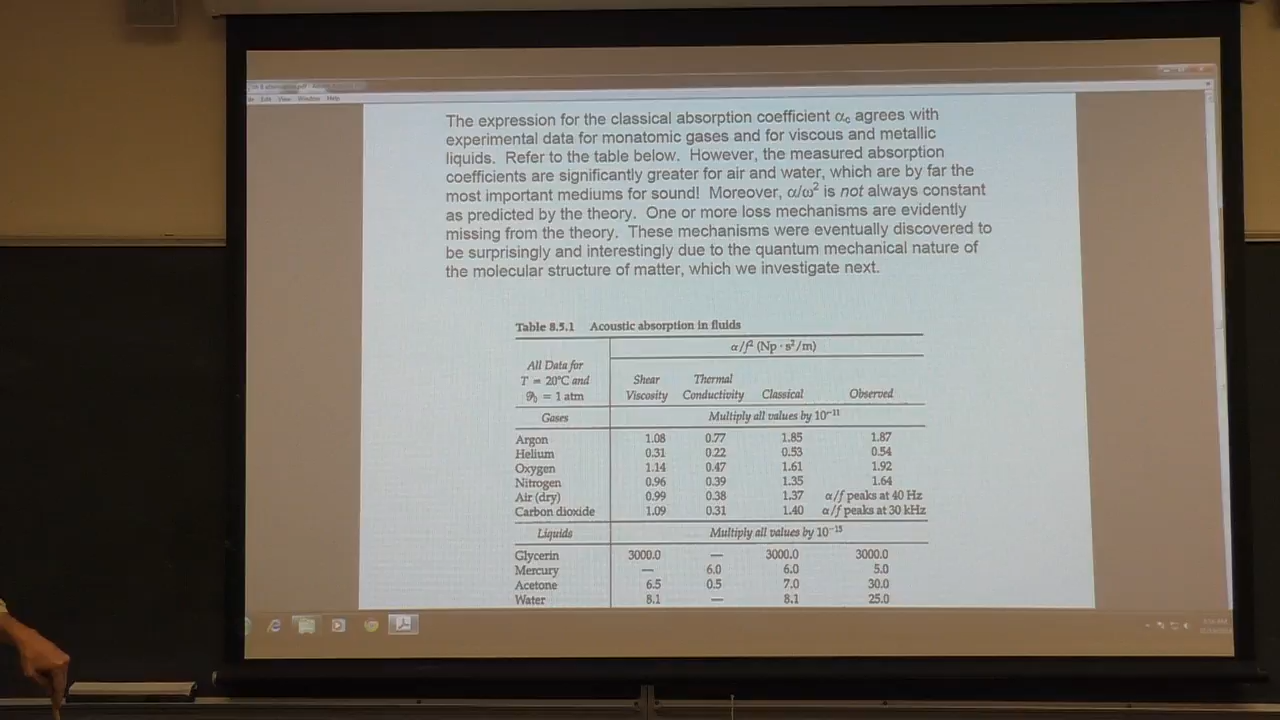 Edit View Window Help
The expression for the classical absorption coefficient αc agrees with
experimental data for monatomic gases and for viscous and metallic
liquids. Refer to the table below. However, the measured absorption
coefficients are significantly greater for air and water, which are by far the
most important mediums for sound! Moreover, α/ω² is not always constant
as predicted by the theory. One or more loss mechanisms are evidently
missing from the theory. These mechanisms were eventually discovered to
be surprisingly and interestingly due to the quantum mechanical nature of
the molecular structure of matter, which we investigate next.
Table 8.5.1 Acoustic absorption in fluids
α/f² (Np · s²/m)
All Data for
T = 20°C and
𝒫₀ = 1 atm
Shear Viscosity
Thermal Conductivity
Classical
Observed
Gases Multiply all values by 10⁻¹¹
Argon 1.08 0.77 1.85 1.87
Helium 0.31 0.22 0.53 0.54
Oxygen 1.14 0.47 1.61 1.92
Nitrogen 0.96 0.39 1.35 1.64
Air (dry) 0.99 0.38 1.37 α/f peaks at 40 Hz
Carbon dioxide 1.09 0.31 1.40 α/f peaks at 30 kHz
Liquids Multiply all values by 10⁻¹⁵
Glycerin 3000.0 — 3000.0 3000.0
Mercury — 6.0 6.0 5.0
Acetone 6.5 0.5 7.0 30.0
Water 8.1 — 8.1 25.0